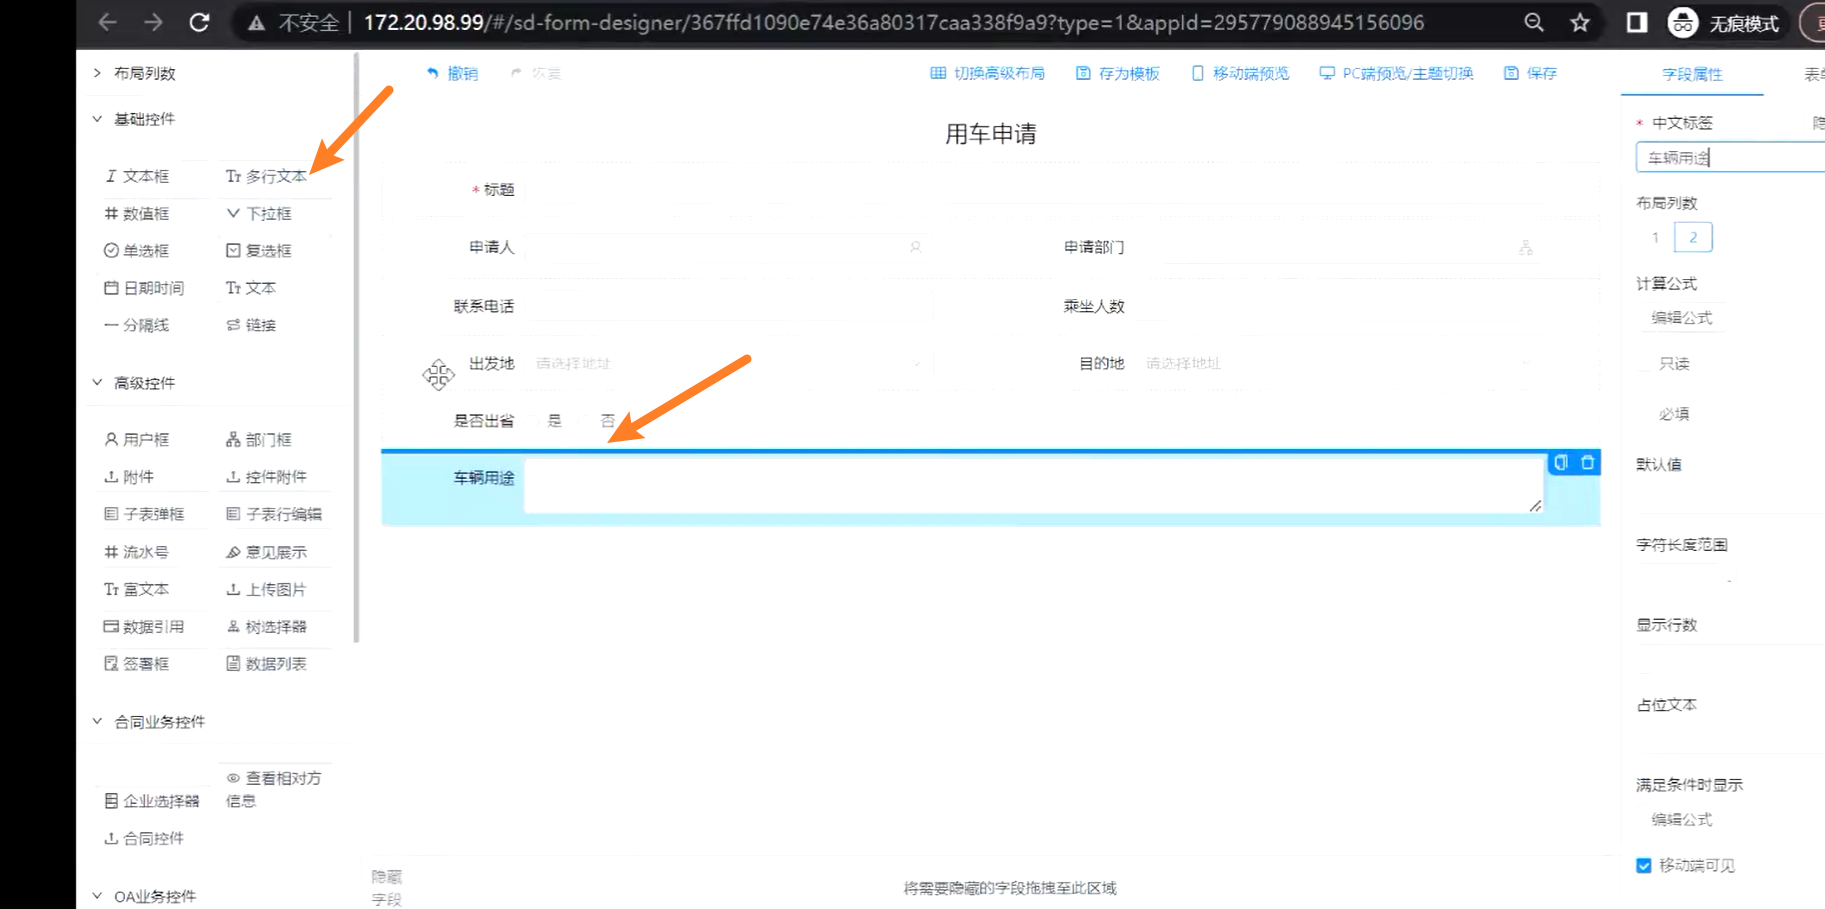 不安全 | 172.20.98.99/#/sd-form-designer/367ffd1090e74e36a80317caa338f9a9?type=1&appId=295779088945156096
无痕模式
布局列数
基础控件
文本框
多行文本
数值框
下拉框
单选框
复选框
日期时间
文本
分隔线
链接
高级控件
用户框
部门框
附件
控件附件
子表弹框
子表行编辑
流水号
意见展示
富文本
上传图片
数据引用
树选择器
签署框
数据列表
合同业务控件
企业选择器
查看相对方
信息
合同控件
OA业务控件
撤销
恢复
切换高级布局
存为模板
移动端预览
PC端预览/主题切换
保存
用车申请
* 标题
申请人
申请部门
联系电话
乘坐人数
出发地
请选择地址
目的地
请选择地址
是否出省
是
否
车辆用途
隐藏
字段
将需要隐藏的字段拖拽至此区域
字段属性
* 中文标签
车辆用途
布局列数
1
2
计算公式
编辑公式
只读
必填
默认值
字符长度范围
-
显示行数
占位文本
满足条件时显示
编辑公式
移动端可见